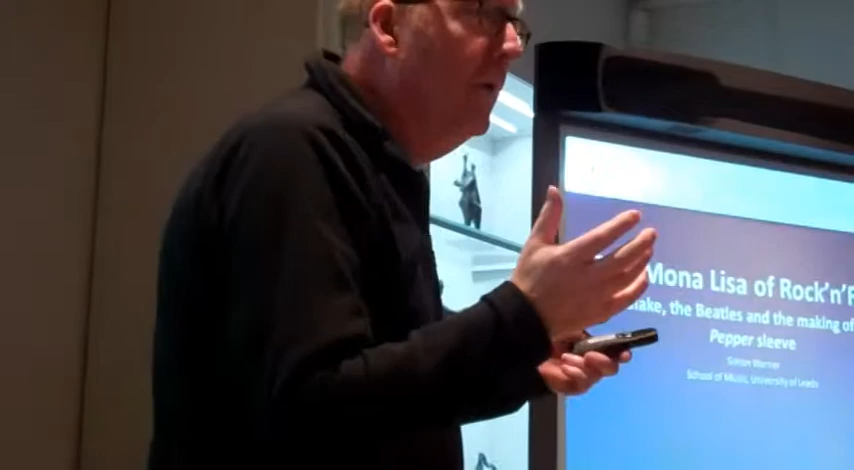 Mona Lisa of Rock'n'R
lake, the Beatles and the making of
Pepper sleeve
Simon Warner
School of Music, University of Leeds